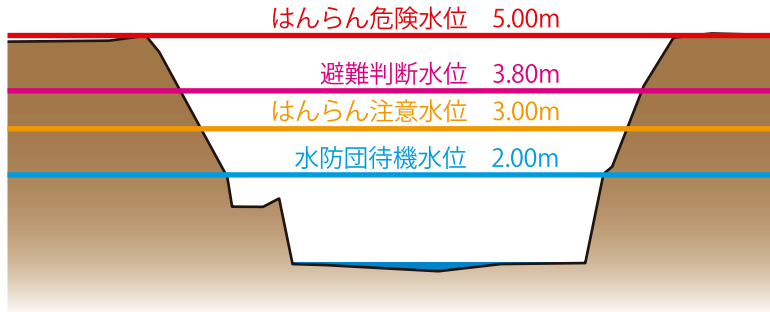 はんらん危険水位 5.00m
避難判断水位 3.80m
はんらん注意水位 3.00m
水防団待機水位 2.00m